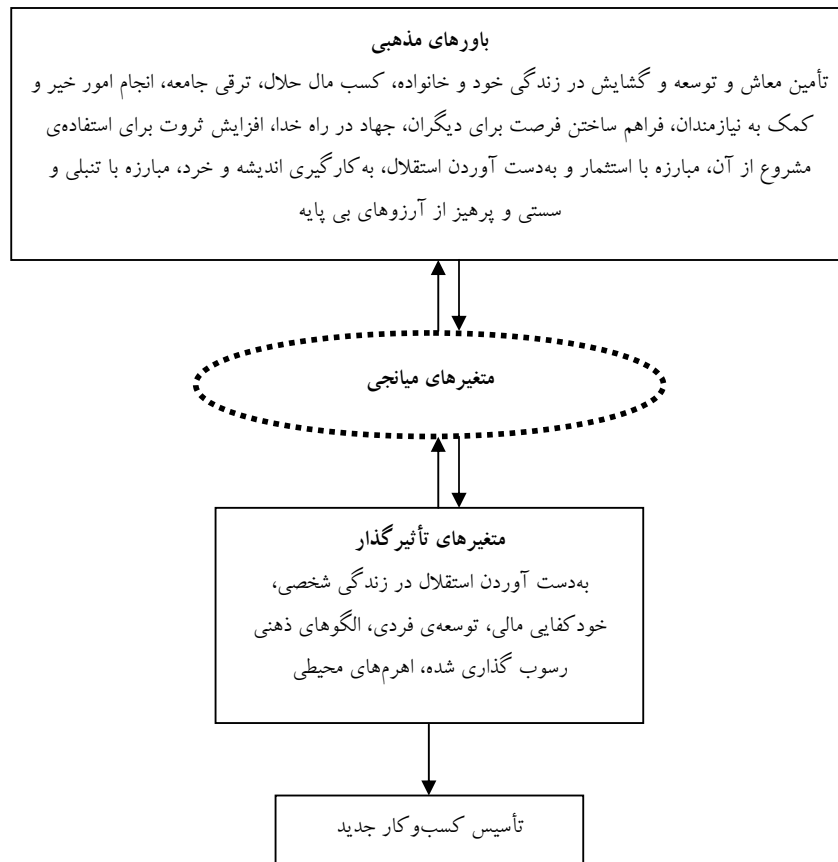 باورهای مذهبی
تأمین معاش و توسعه و گشایش در زندگی خود و خانواده، کسب مال حلال، ترقی جامعه، انجام امور خیر و
کمک به نیازمندان، فراهم ساختن فرصت برای دیگران، جهاد در راه خدا، افزایش ثروت برای استفاده‌ی
مشروع از آن، مبارزه با استثمار و به‌دست آوردن استقلال، به‌کارگیری اندیشه و خرد، مبارزه با تنبلی و
سستی و پرهیز از آرزوهای بی پایه
متغیرهای میانجی
متغیرهای تأثیرگذار
به‌دست آوردن استقلال در زندگی شخصی،
خودکفایی مالی، توسعه‌ی فردی، الگوهای ذهنی
رسوب گذاری شده، اهرم‌های محیطی
تأسیس کسب‌وکار جدید